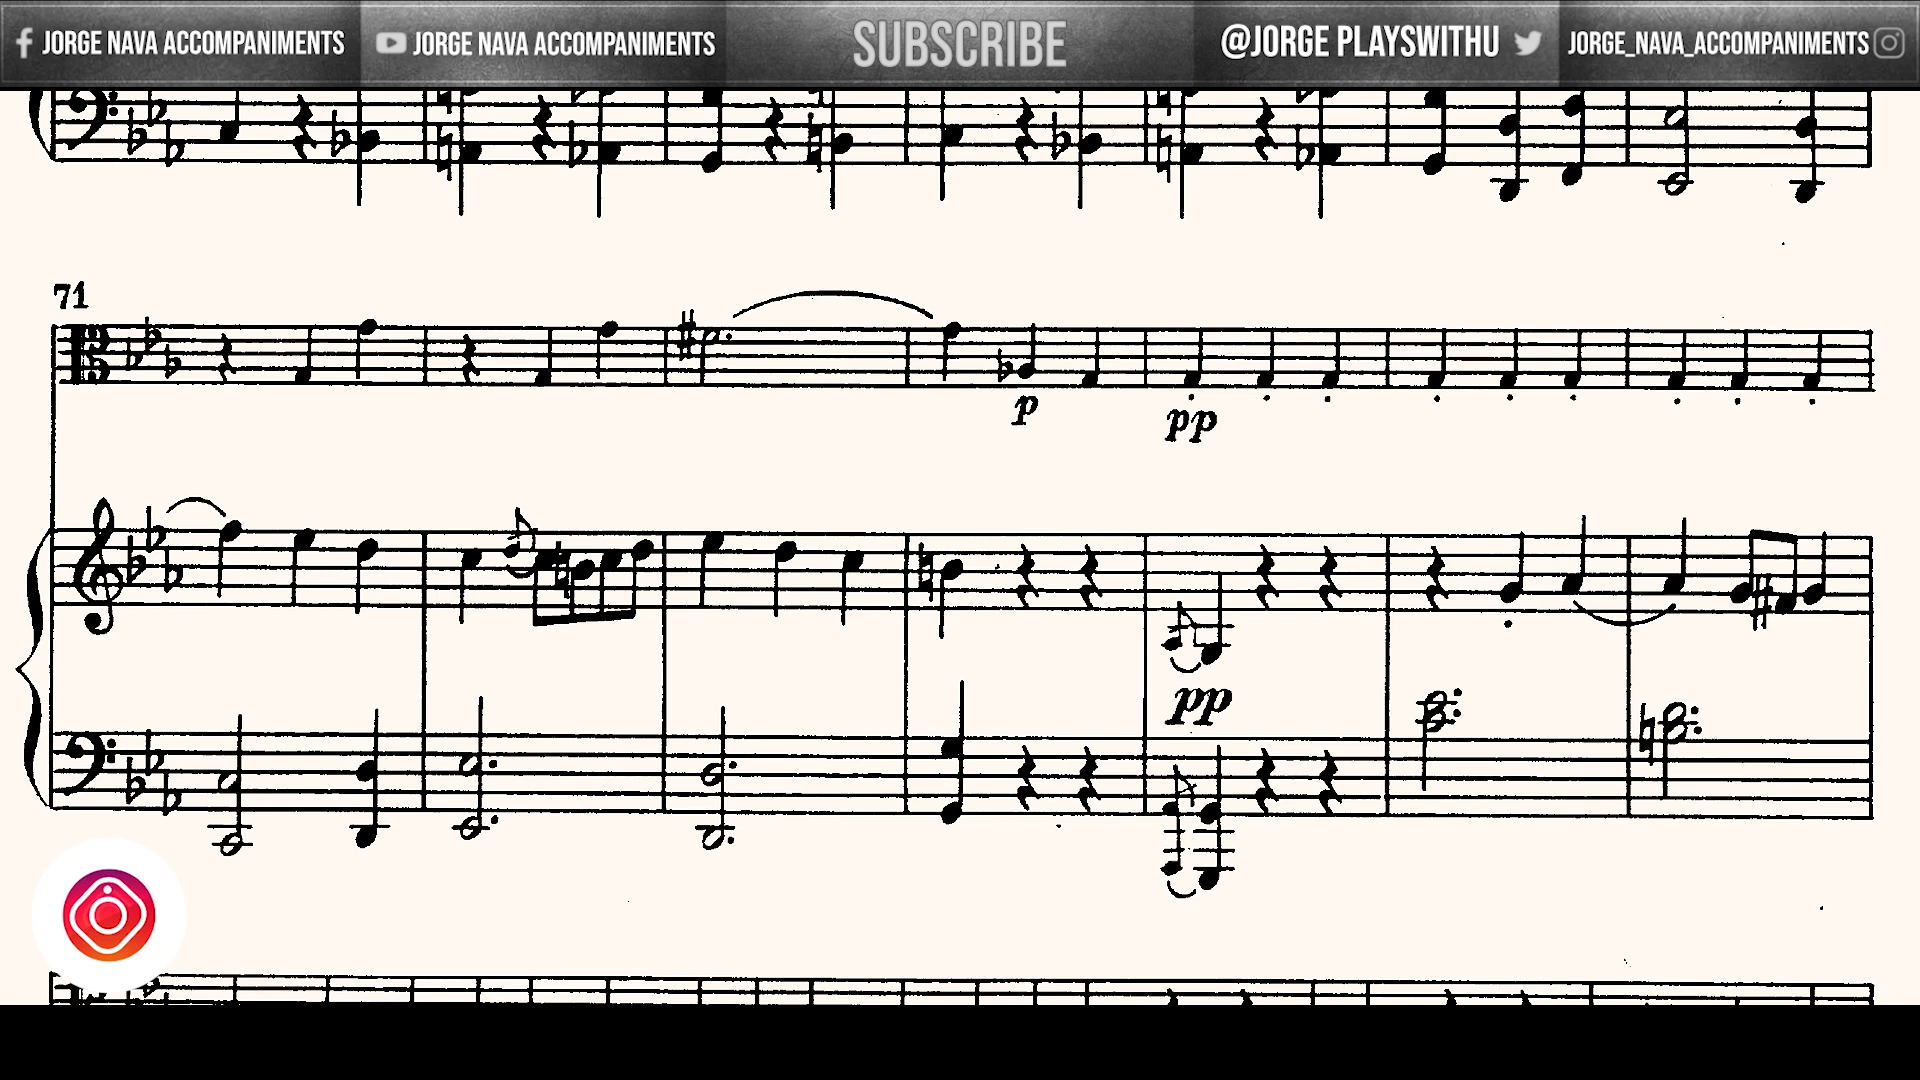 JORGE NAVA ACCOMPANIMENTS
JORGE NAVA ACCOMPANIMENTS
SUBSCRIBE
@JORGE PLAYSWITHU
JORGE_NAVA_ACCOMPANIMENTS
71
p
pp
pp